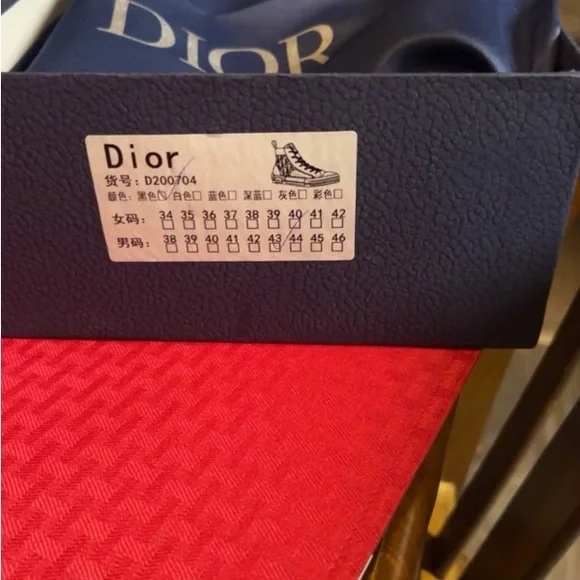 DIOR
Dior
货号：D200704
颜色：黑色☑ 白色□ 蓝色□ 深蓝□ 灰色□ 彩色□
女码： 34 35 36 37 38 39 40 41 42
男码： 38 39 40 41 42 43 44 45 46